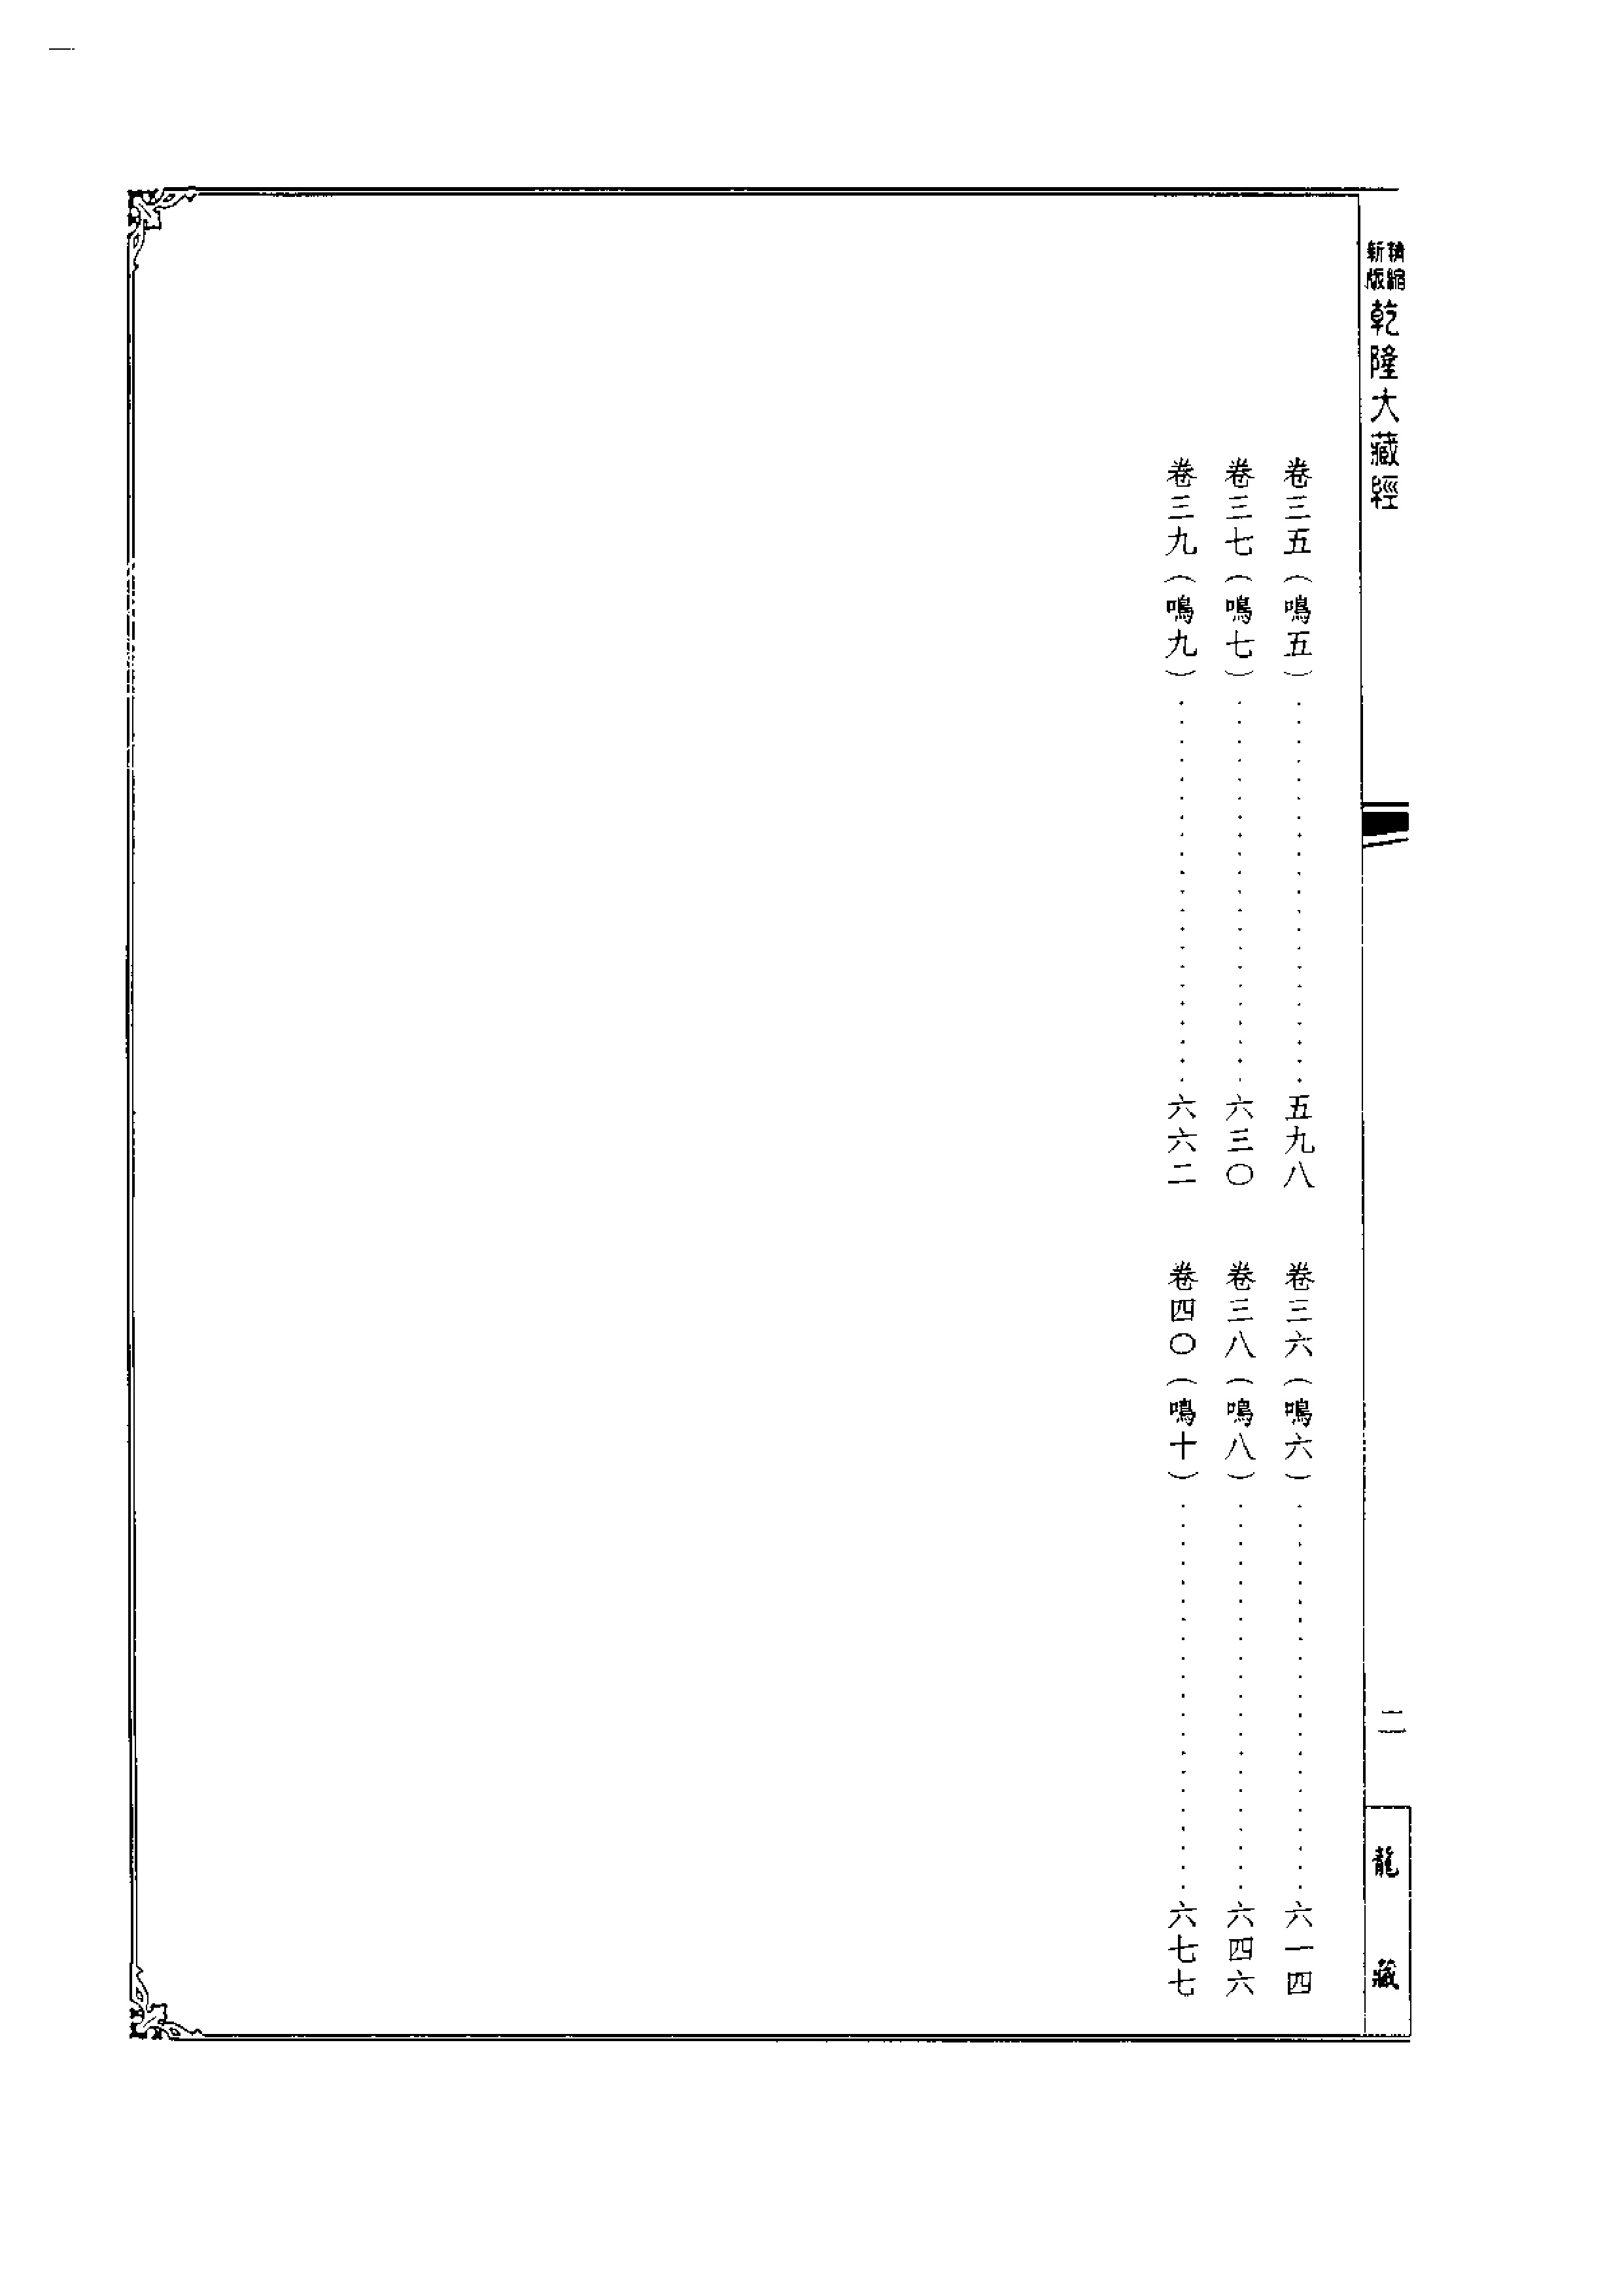 精縮新版乾隆大藏經
卷三五（鳴五）・・・・・・・・・・・・・・・・・・・・・五九八
卷三六（鳴六）・・・・・・・・・・・・・・・・・・・・・六一四
卷三七（鳴七）・・・・・・・・・・・・・・・・・・・・・六三〇
卷三八（鳴八）・・・・・・・・・・・・・・・・・・・・・六四六
卷三九（鳴九）・・・・・・・・・・・・・・・・・・・・・六六二
卷四〇（鳴十）・・・・・・・・・・・・・・・・・・・・・六七七
二
龍藏